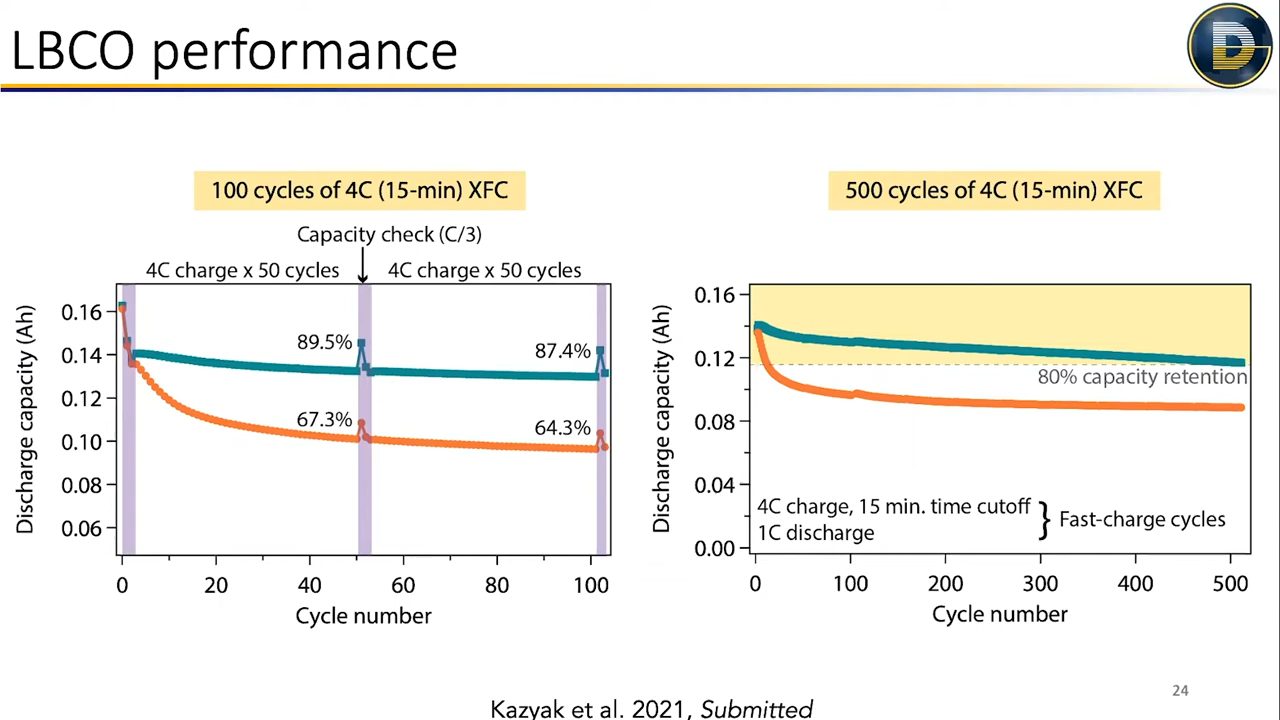 LBCO performance
100 cycles of 4C (15-min) XFC
Capacity check (C/3)
4C charge x 50 cycles
4C charge x 50 cycles
Discharge capacity (Ah)
0.16
0.14
0.12
0.10
0.08
0.06
89.5%
87.4%
67.3%
64.3%
0
20
40
60
80
100
Cycle number
500 cycles of 4C (15-min) XFC
Discharge capacity (Ah)
0.16
0.12
0.08
0.04
0.00
80% capacity retention
4C charge, 15 min. time cutoff
1C discharge
} Fast-charge cycles
0
100
200
300
400
500
Cycle number
24
Kazyak et al. 2021, Submitted